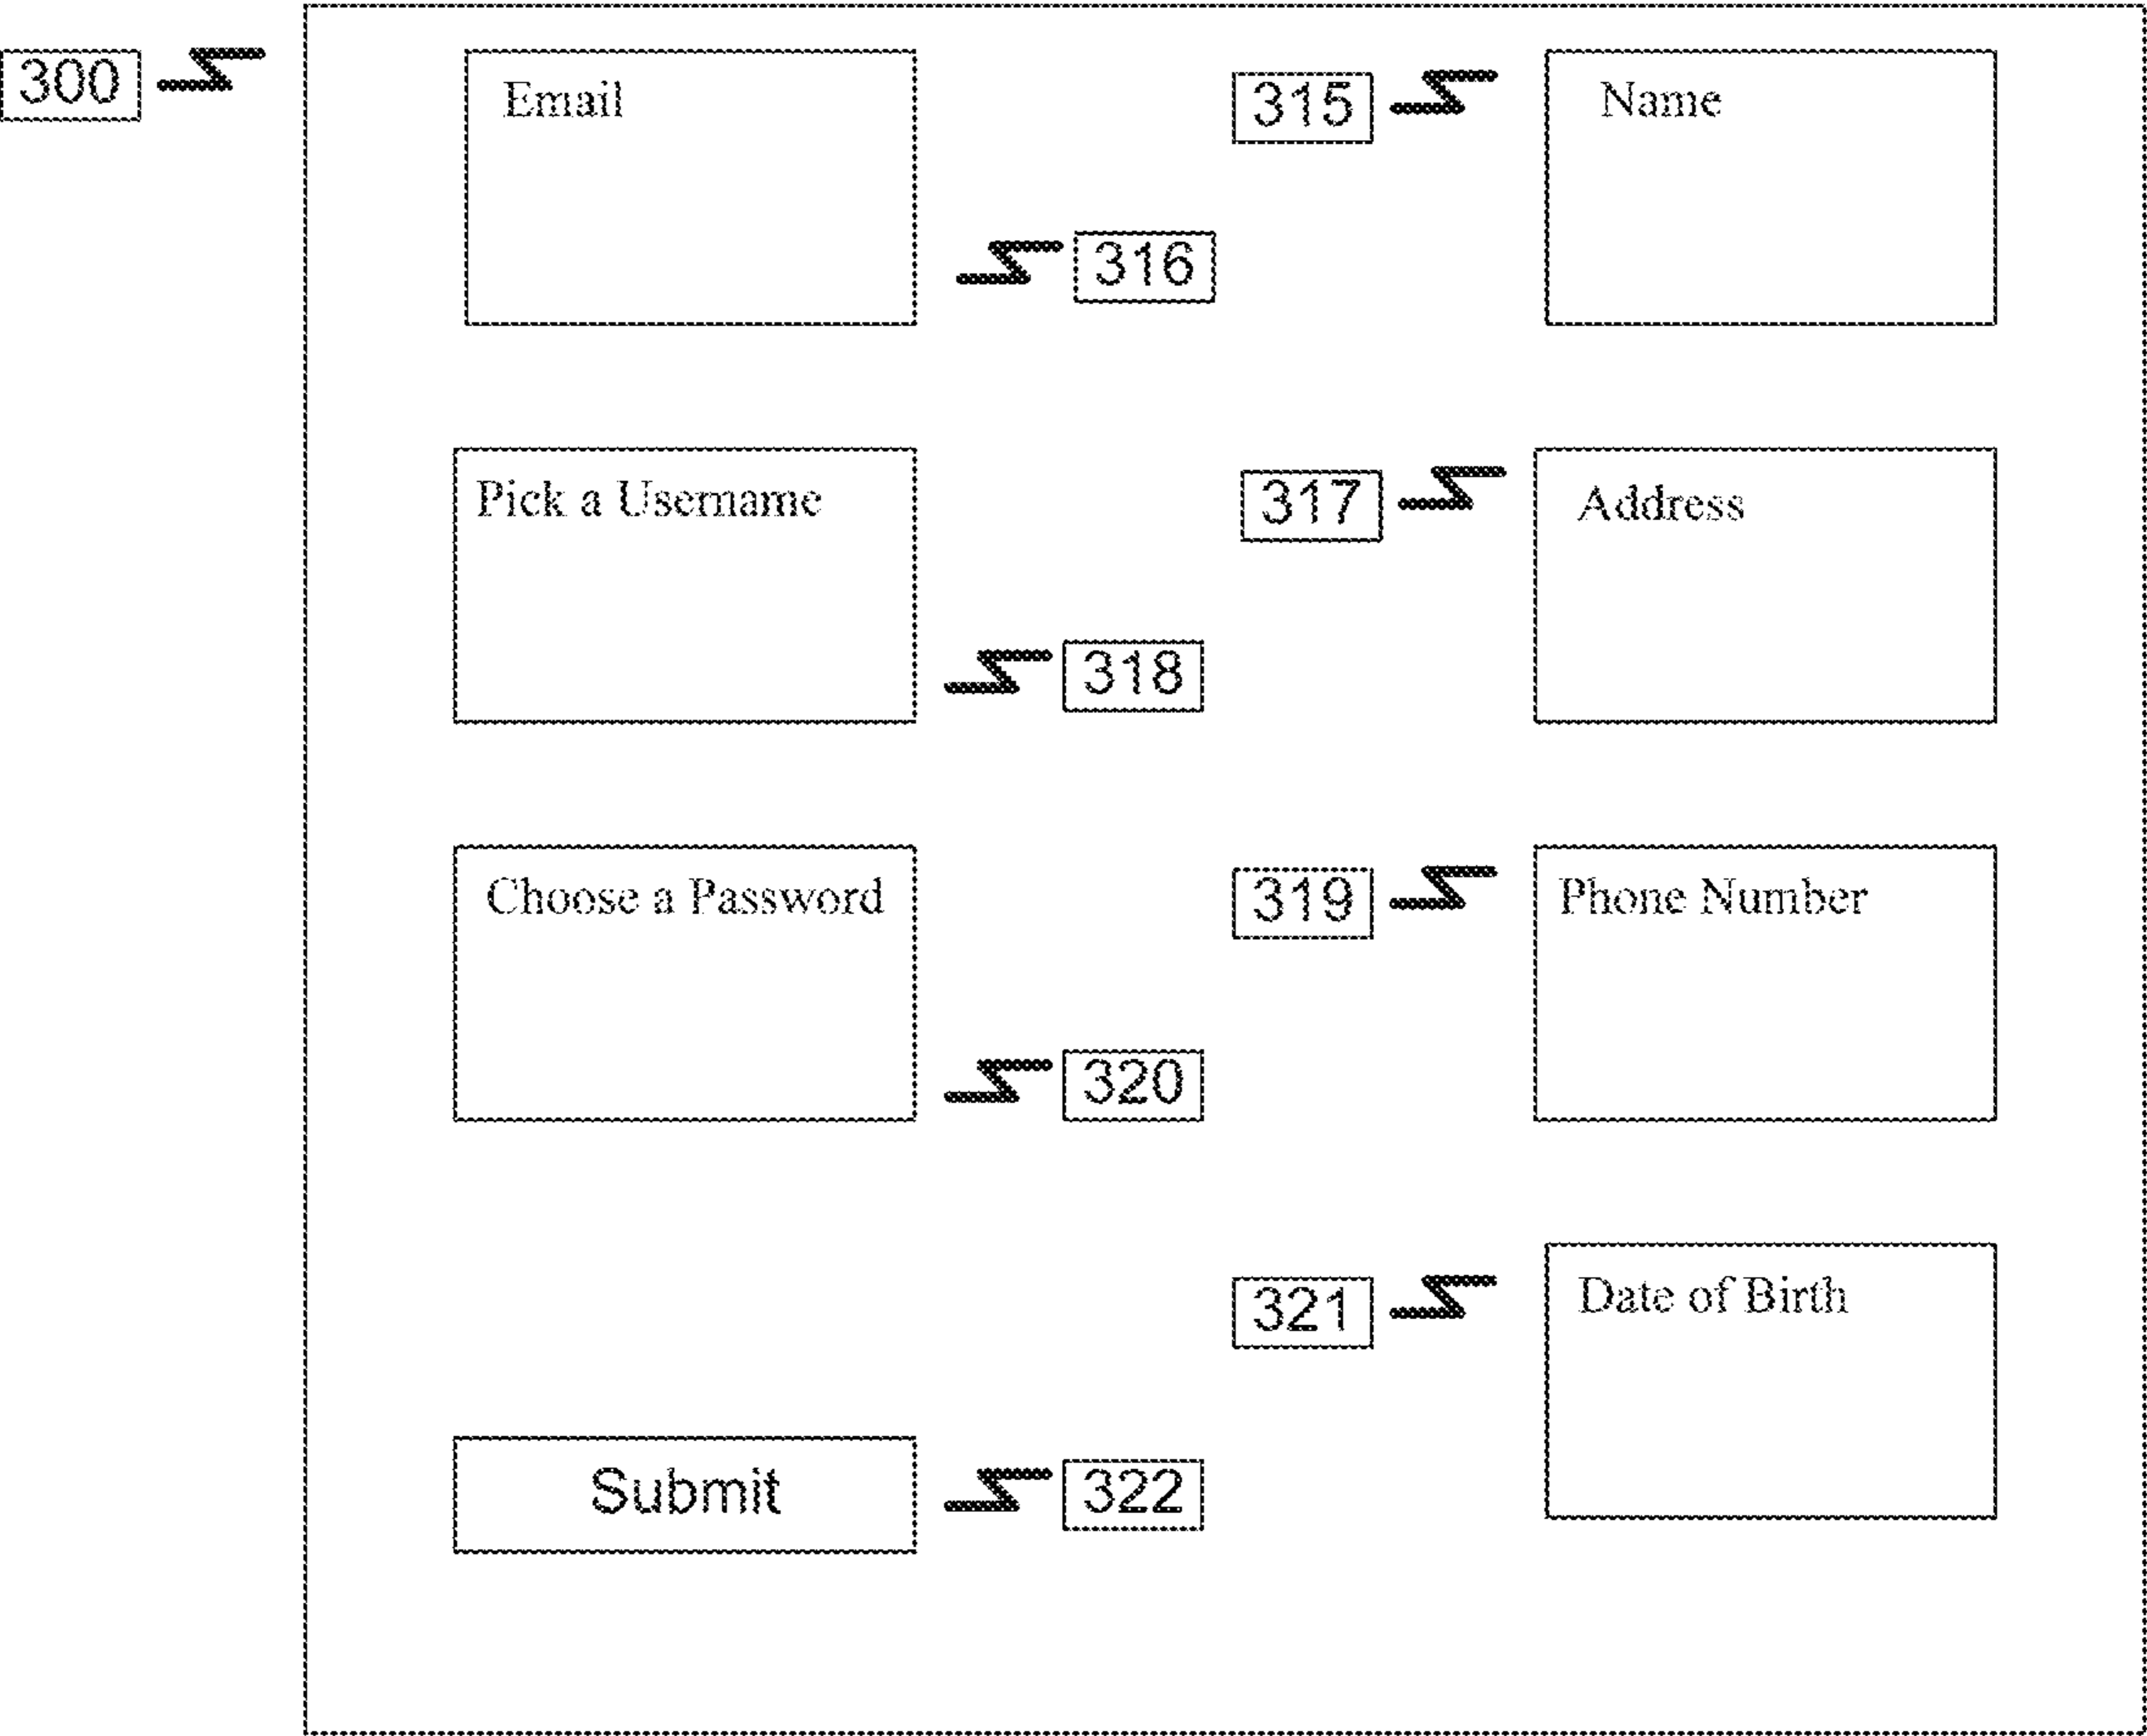 300
Email
315
Name
316
Pick a Username
317
Address
318
Choose a Password
319
Phone Number
320
321
Date of Birth
Submit
322